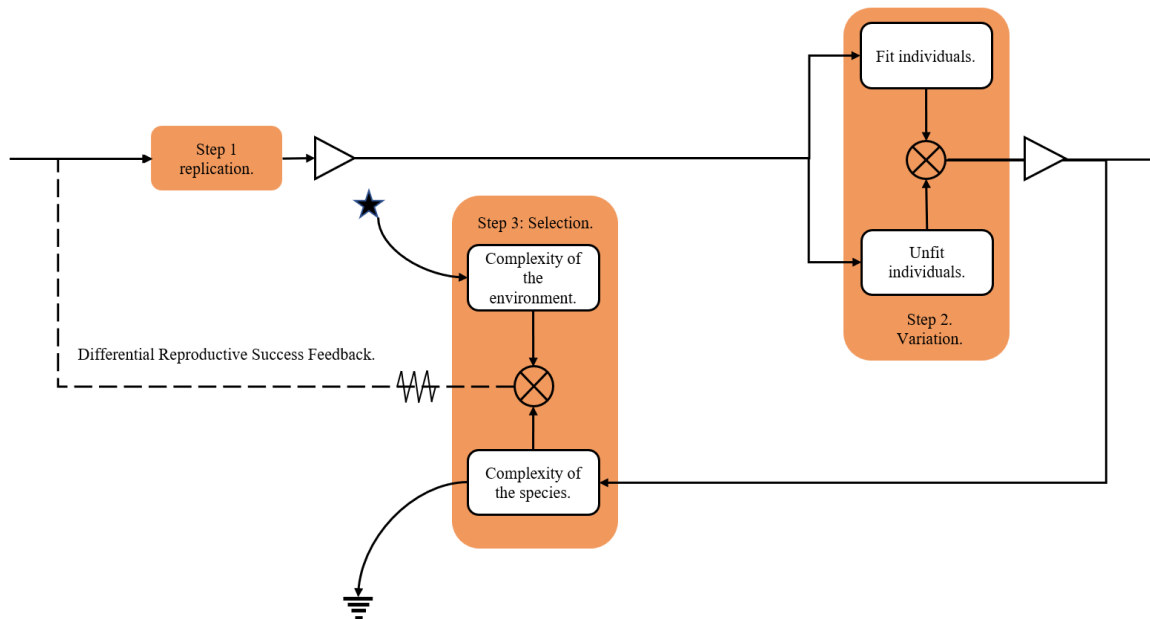 Fit individuals.
Step 1
replication.
Step 3: Selection.
Unfit
individuals.
Complexity of
the
environment.
Step 2.
Variation.
Differential Reproductive Success Feedback.
Complexity of
the species.